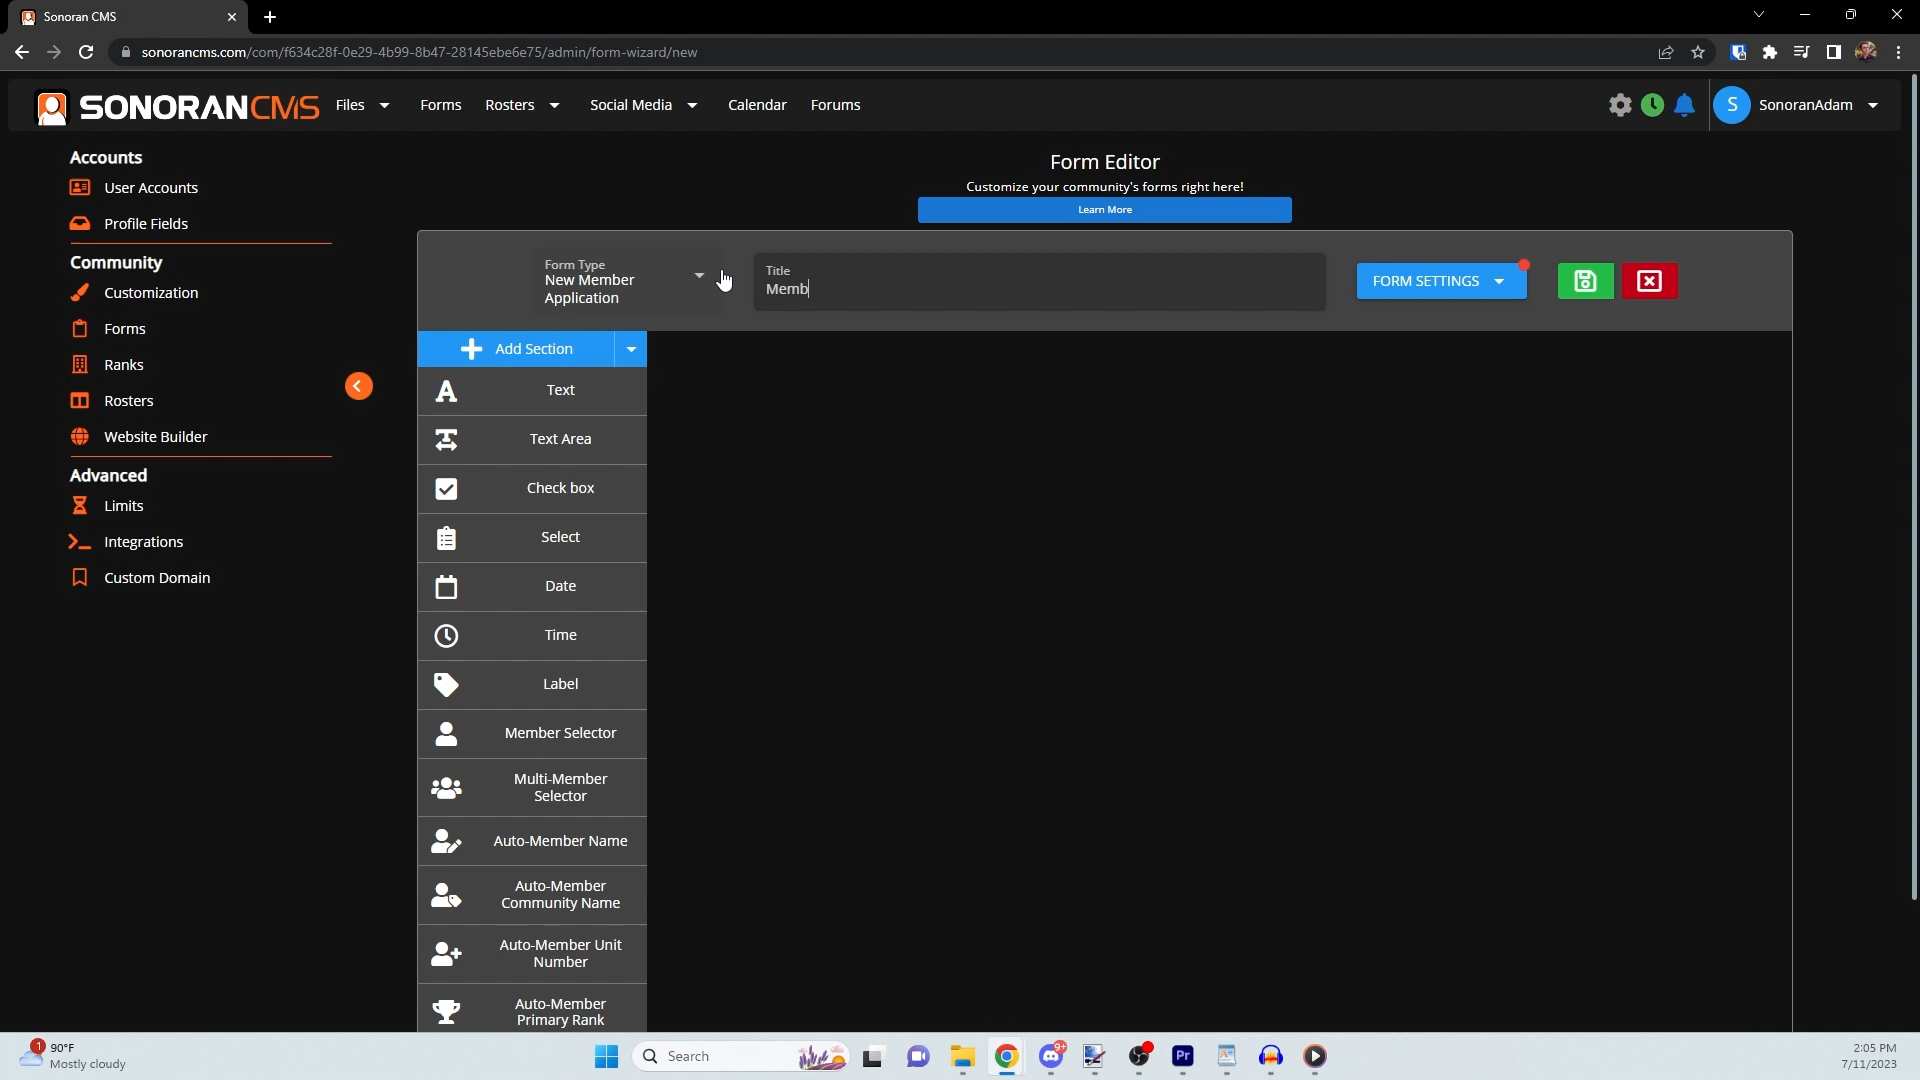 Sonoran CMS
sonorancms.com/com/f634c28f-0e29-4b99-8b47-28145ebe6e75/admin/form-wizard/new
SONORANCMS
Files
Forms
Rosters
Social Media
Calendar
Forums
S
SonoranAdam
Accounts
User Accounts
Profile Fields
Community
Customization
Forms
Ranks
Rosters
Website Builder
Advanced
Limits
Integrations
Custom Domain
Form Editor
Customize your community's forms right here!
Learn More
Form Type
New Member
Application
Title
Memb
FORM SETTINGS
Add Section
Text
Text Area
Check box
Select
Date
Time
Label
Member Selector
Multi-Member
Selector
Auto-Member Name
Auto-Member
Community Name
Auto-Member Unit
Number
Auto-Member
Primary Rank
1
90°F
Mostly cloudy
Search
9+
Pr
2:05 PM
7/11/2023